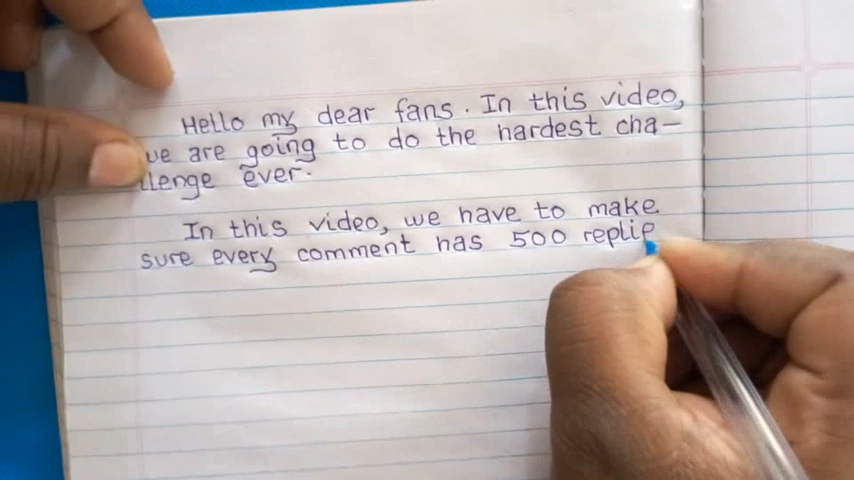 Hello my dear fans. In this video,
we are going to do the hardest cha-
llenge ever.
In this video, we have to make
sure every comment has 500 replie